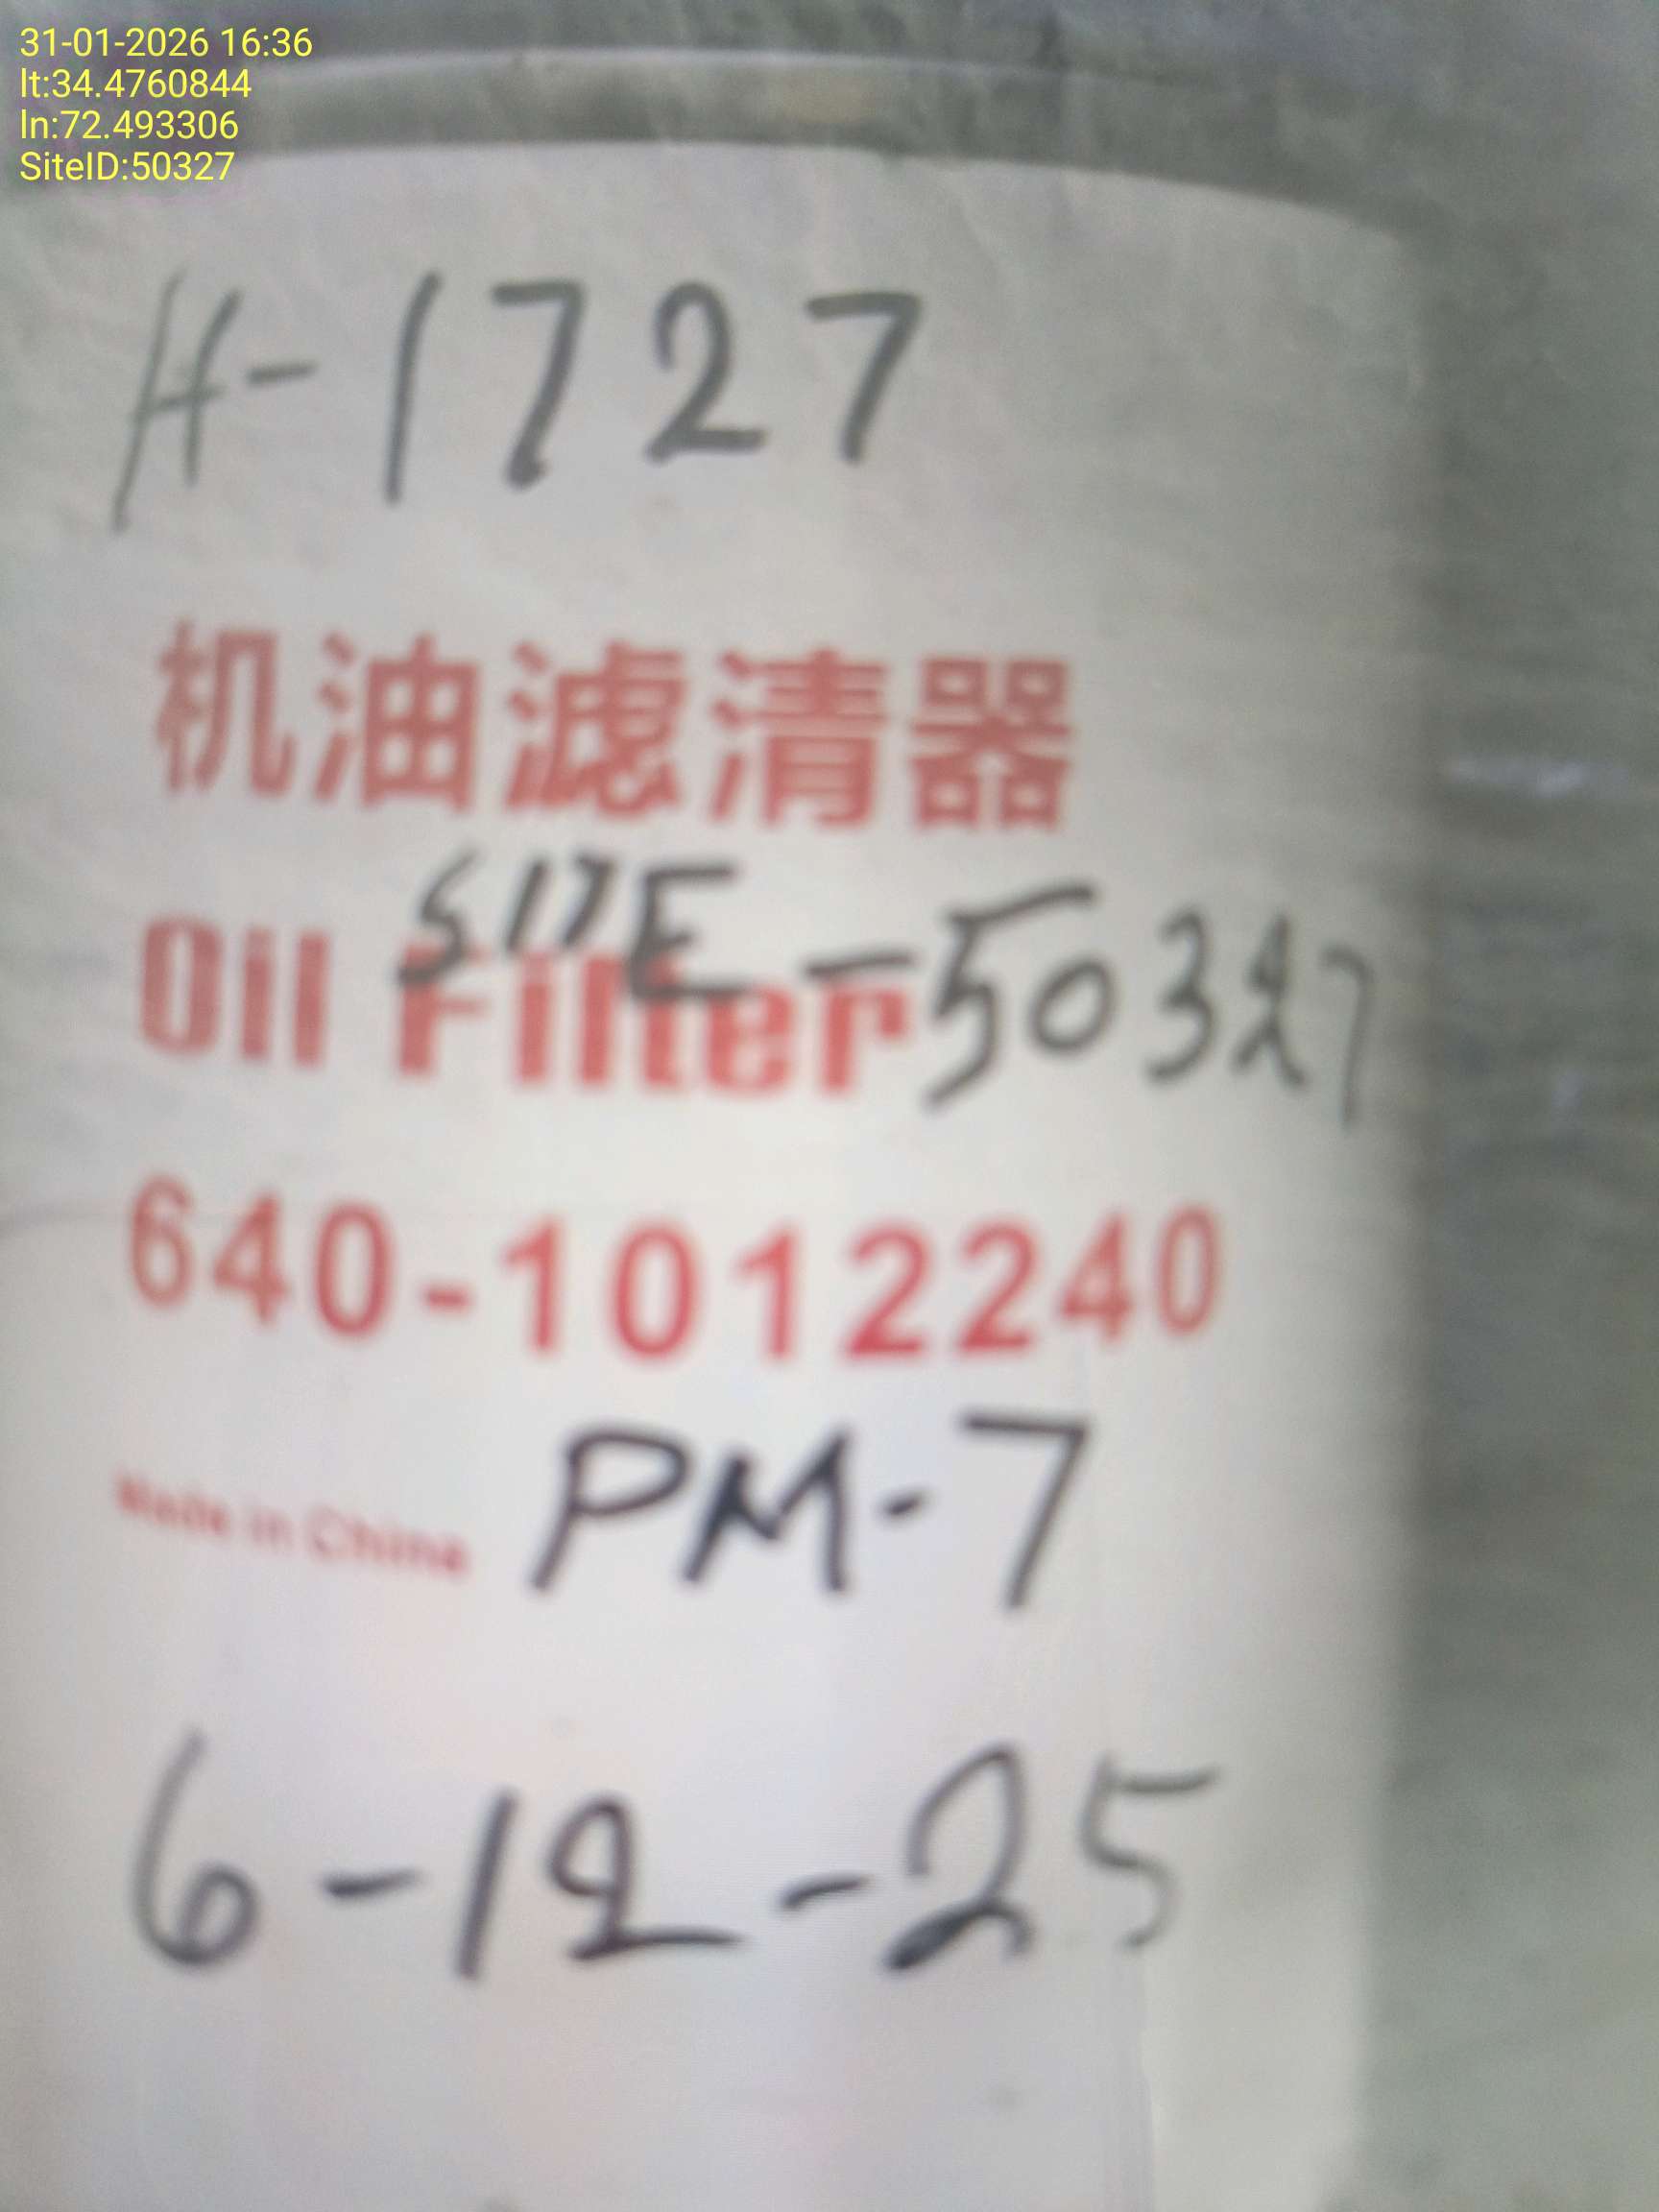 31-01-2026 16:36
lt:34.4760844
ln:72.493306
SiteID:50327
H-1727
机油滤清器
SITE-50327
Oil Filter
640-1012240
Made in China
PM-7
6-12-25